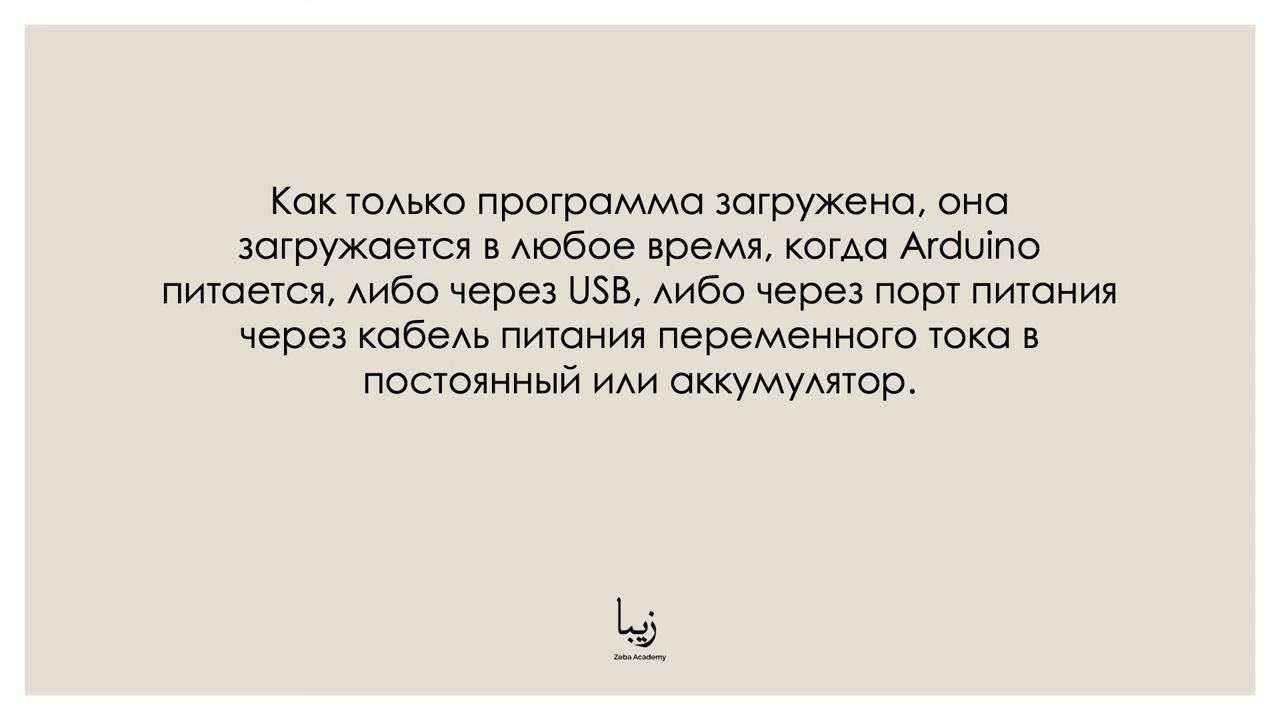 Как только программа загружена, она
загружается в любое время, когда Arduino
питается, либо через USB, либо через порт питания
через кабель питания переменного тока в
постоянный или аккумулятор.
زيبا
Zeba Academy